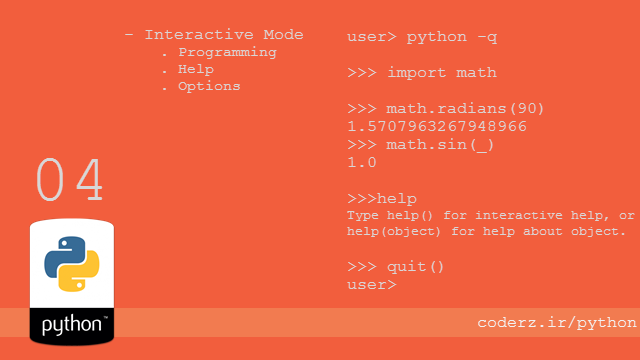 - Interactive Mode
. Programming
. Help
. Options
user> python -q
>>> import math
>>> math.radians(90)
1.5707963267948966
>>> math.sin(_)
1.0
>>>help
Type help() for interactive help, or
help(object) for help about object.
>>> quit()
user>
04
python™
coderz.ir/python